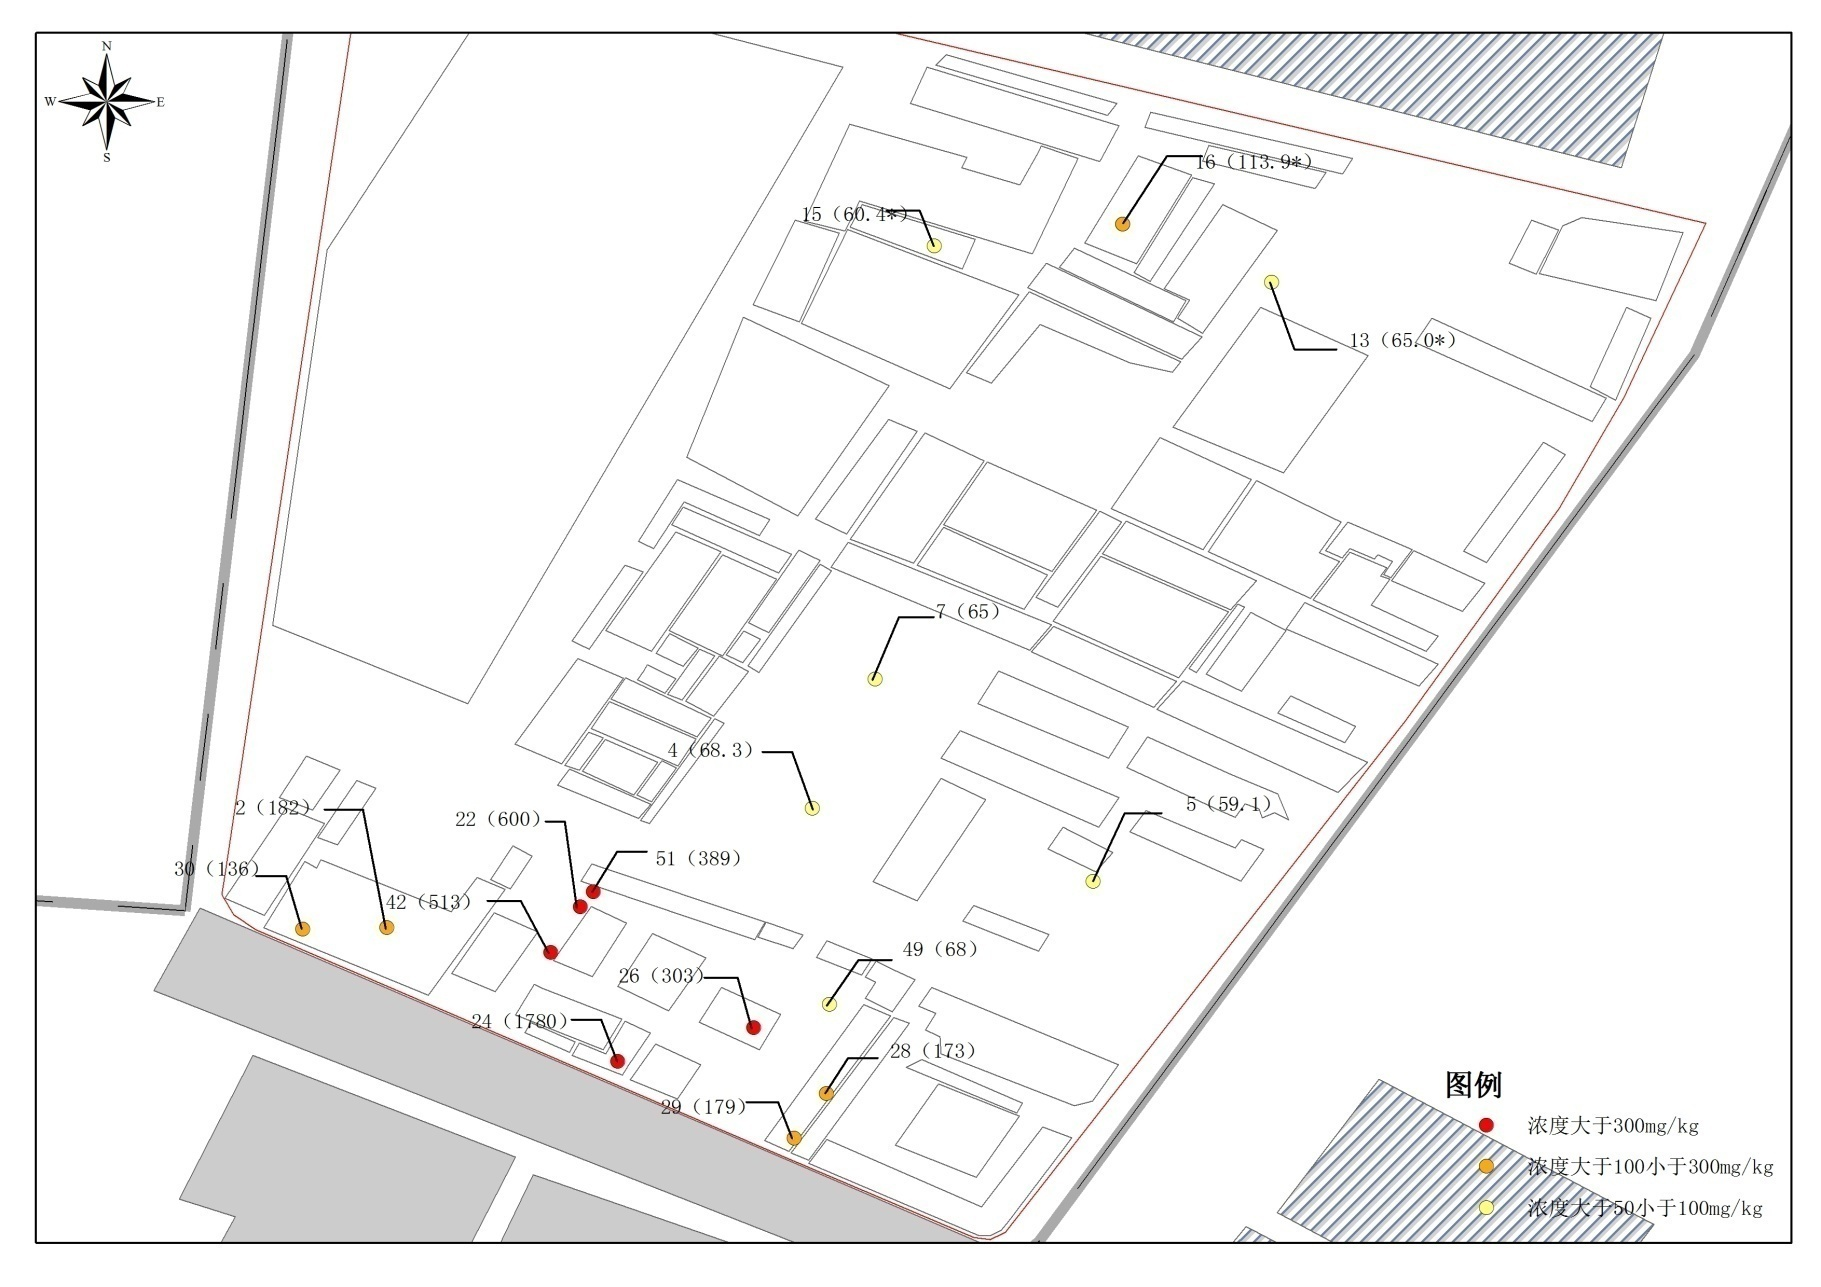 N
W
E
S
16（113.9*）
15（60.4*）
13（65.0*）
7（65）
4（68.3）
5（59.1）
2（182）
22（600）
51（389）
30（136）
42（513）
49（68）
26（303）
24（1780）
28（173）
29（179）
图例
浓度大于300mg/kg
浓度大于100小于300mg/kg
浓度大于50小于100mg/kg